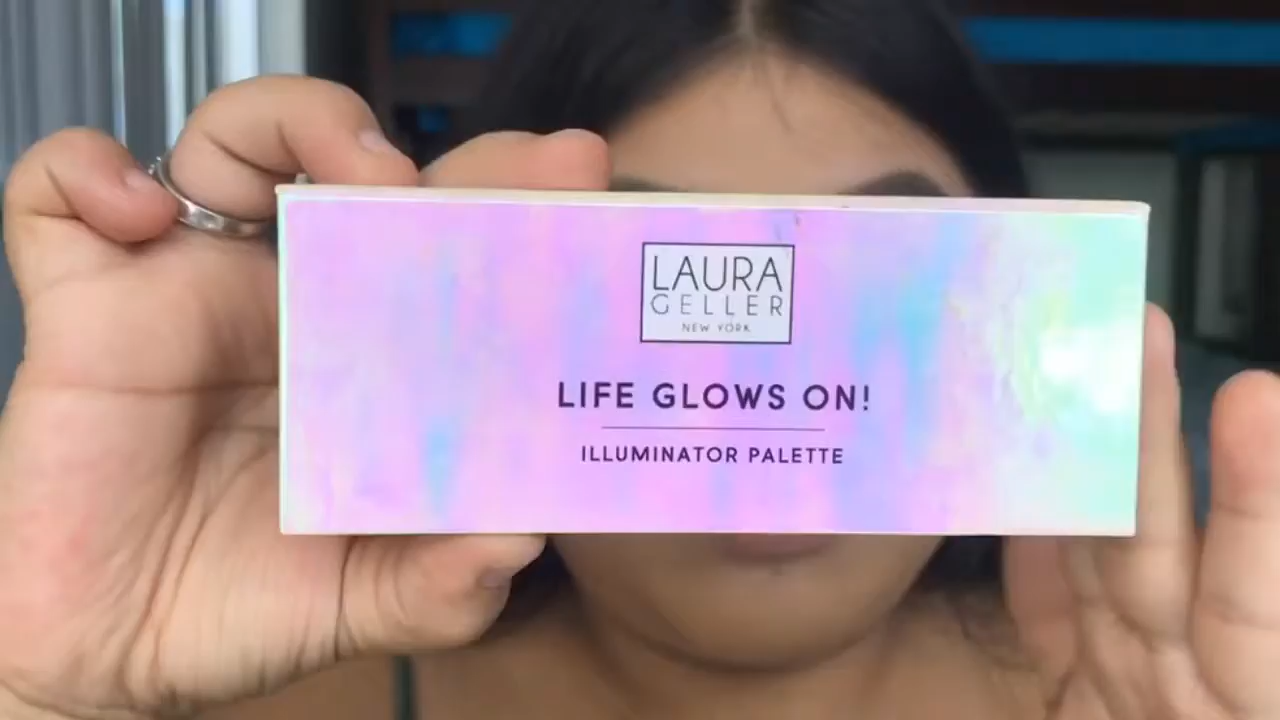 LAURA
GELLER
NEW YORK
LIFE GLOWS ON!
ILLUMINATOR PALETTE